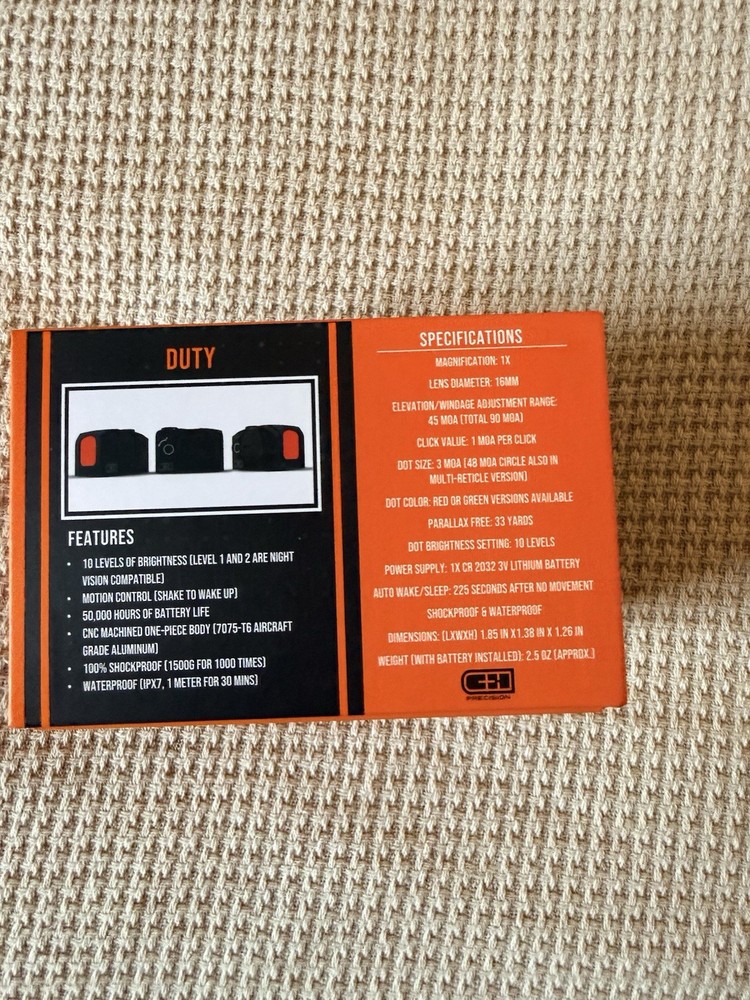 DUTY
FEATURES
• 10 LEVELS OF BRIGHTNESS (LEVEL 1 AND 2 ARE NIGHT
VISION COMPATIBLE)
• MOTION CONTROL (SHAKE TO WAKE UP)
• 50,000 HOURS OF BATTERY LIFE
• CNC MACHINED ONE-PIECE BODY (7075-T6 AIRCRAFT
GRADE ALUMINUM)
• 100% SHOCKPROOF (1500G FOR 1000 TIMES)
• WATERPROOF (IPX7, 1 METER FOR 30 MINS)
SPECIFICATIONS
MAGNIFICATION: 1X
LENS DIAMETER: 16MM
ELEVATION/WINDAGE ADJUSTMENT RANGE:
45 MOA (TOTAL 90 MOA)
CLICK VALUE: 1 MOA PER CLICK
DOT SIZE: 3 MOA (48 MOA CIRCLE ALSO IN
MULTI-RETICLE VERSION)
DOT COLOR: RED OR GREEN VERSIONS AVAILABLE
PARALLAX FREE: 33 YARDS
DOT BRIGHTNESS SETTING: 10 LEVELS
POWER SUPPLY: 1X CR 2032 3V LITHIUM BATTERY
AUTO WAKE/SLEEP: 225 SECONDS AFTER NO MOVEMENT
SHOCKPROOF & WATERPROOF
DIMENSIONS: (LXWXH) 1.85 IN X1.38 IN X 1.26 IN
WEIGHT (WITH BATTERY INSTALLED): 2.5 OZ (APPROX.)
CH
PRECISION